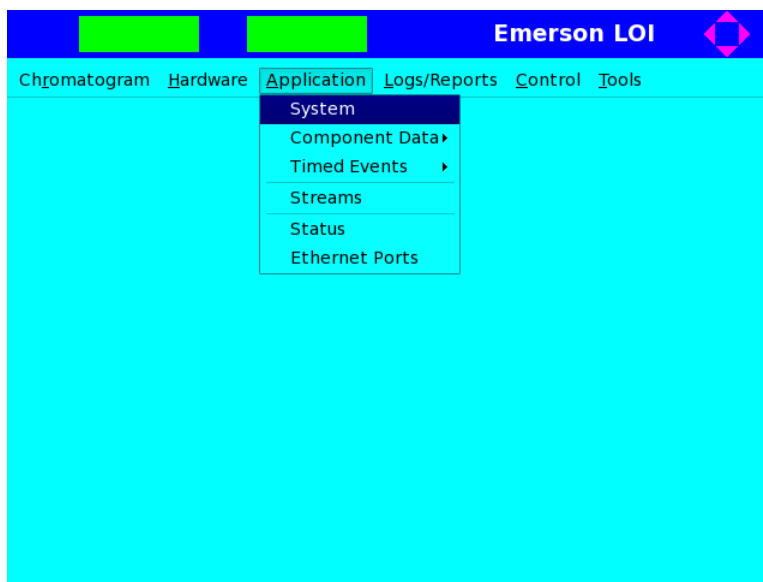 Emerson LOI
Chromatogram Hardware Application Logs/Reports Control Tools
System
Component Data
Timed Events
Streams
Status
Ethernet Ports